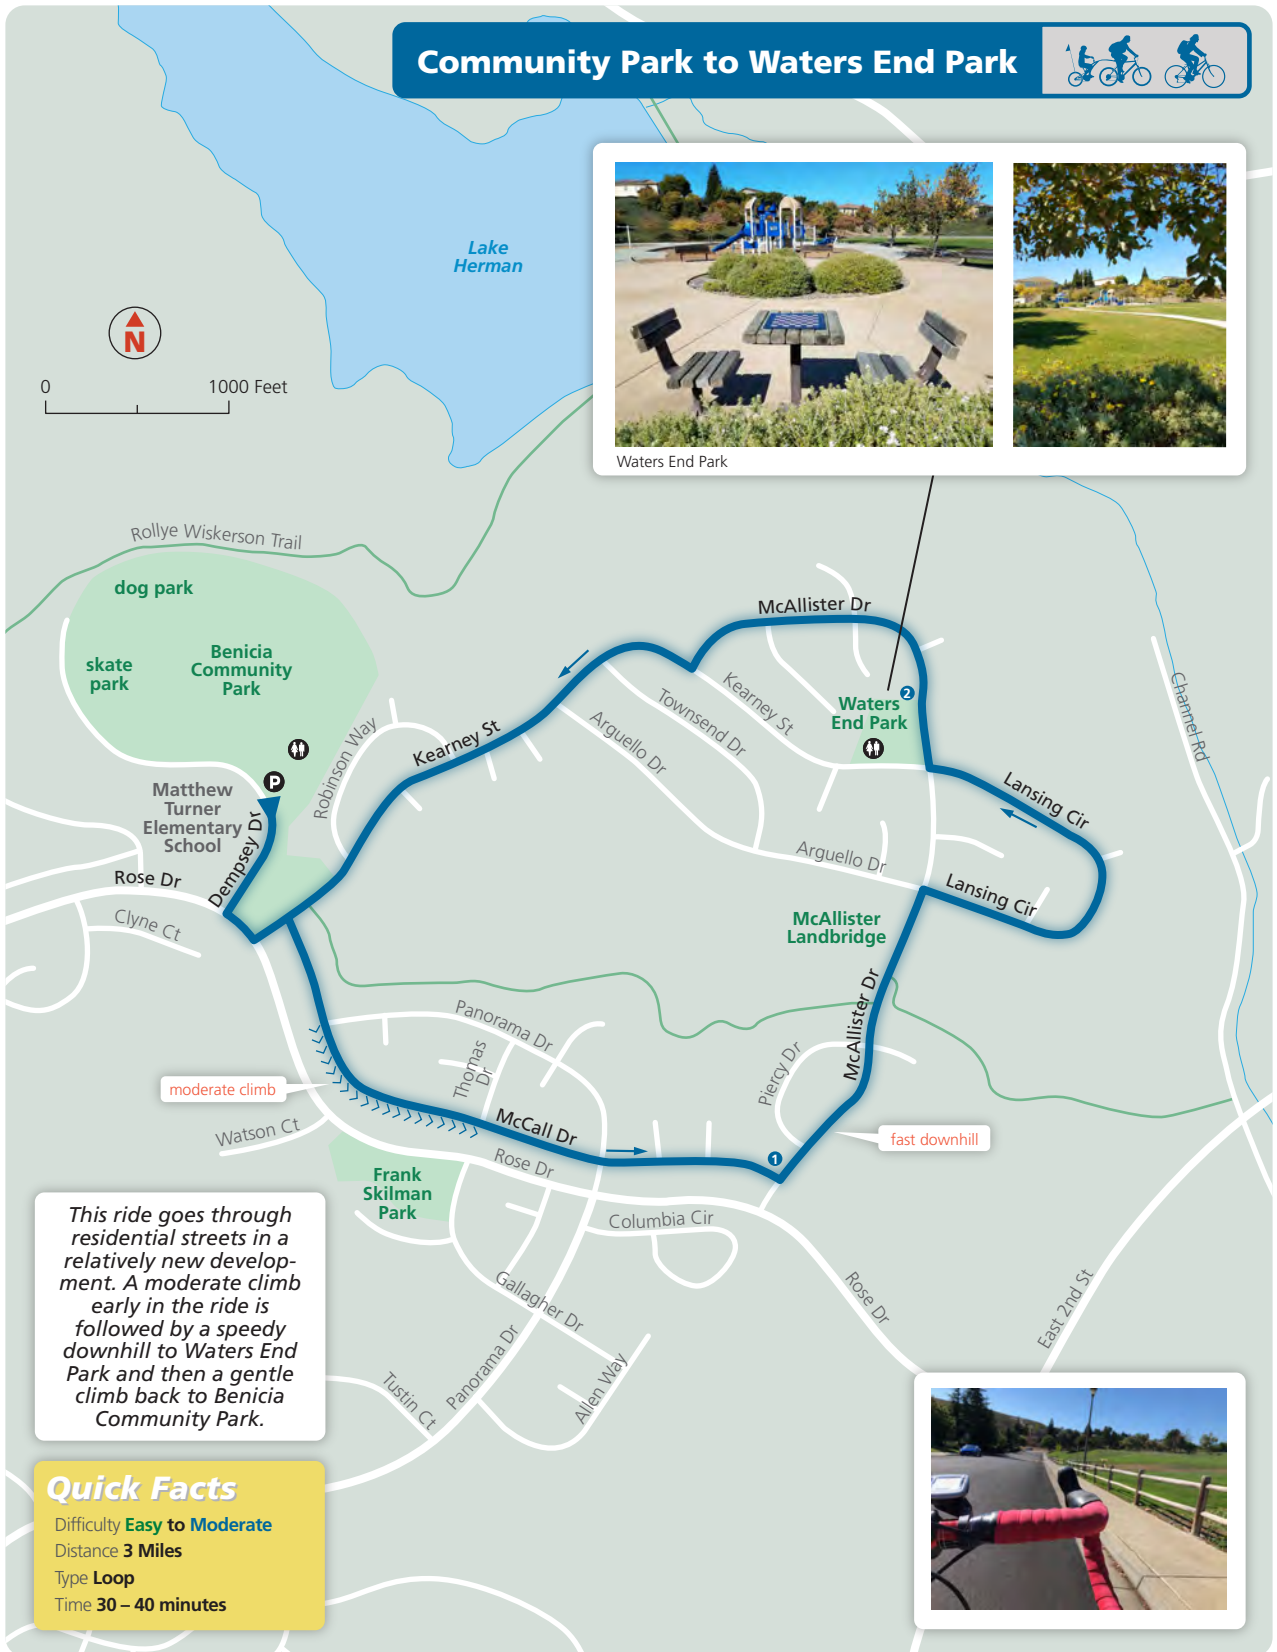 Community Park to Waters End Park
Lake
Herman
N
0
1000 Feet
Waters End Park
Rollye Wiskerson Trail
dog park
skate
park
Benicia
Community
Park
McAllister Dr
Kearney St
Townsend Dr
Arguello Dr
Waters
End Park
2
Channel Rd
Kearney St
Robinson Way
P
Matthew
Turner
Elementary
School
Dempsey Dr
Rose Dr
Clyne Ct
Lansing Cir
Arguello Dr
Lansing Cir
McAllister
Landbridge
McAllister Dr
Piercy Dr
Panorama Dr
Thomas
Dr
moderate climb
Watson Ct
McCall Dr
1
fast downhill
Rose Dr
Frank
Skilman
Park
Columbia Cir
Gallagher Dr
Rose Dr
East 2nd St
Panorama Dr
Tustin Ct
Allen Way
This ride goes through
residential streets in a
relatively new develop-
ment. A moderate climb
early in the ride is
followed by a speedy
downhill to Waters End
Park and then a gentle
climb back to Benicia
Community Park.
Quick Facts
Difficulty Easy to Moderate
Distance 3 Miles
Type Loop
Time 30 – 40 minutes